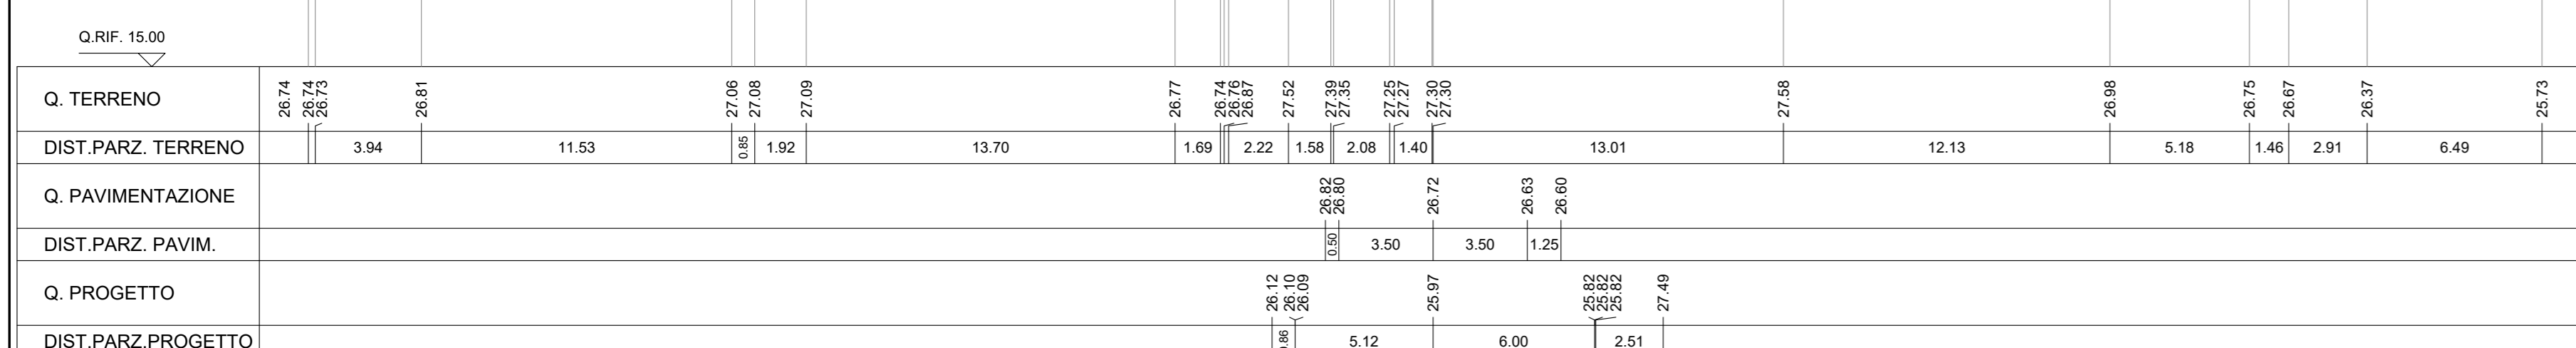 Q.RIF. 15.00
Q. TERRENO 26.74 26.74 26.73 26.81 27.06 27.08 27.09 26.77 26.74 26.76 26.87 27.52 27.39 27.35 27.25 27.27 27.30 27.30 27.58 26.98 26.75 26.67 26.37 25.73
DIST.PARZ. TERRENO 3.94 11.53 0.85 1.92 13.70 1.69 2.22 1.58 2.08 1.40 13.01 12.13 5.18 1.46 2.91 6.49
Q. PAVIMENTAZIONE 26.82 26.80 26.72 26.63 26.60
DIST.PARZ. PAVIM. 0.50 3.50 3.50 1.25
Q. PROGETTO 26.12 26.10 26.09 25.97 25.82 25.82 25.82 27.49
DIST.PARZ.PROGETTO 5.12 6.00 2.51